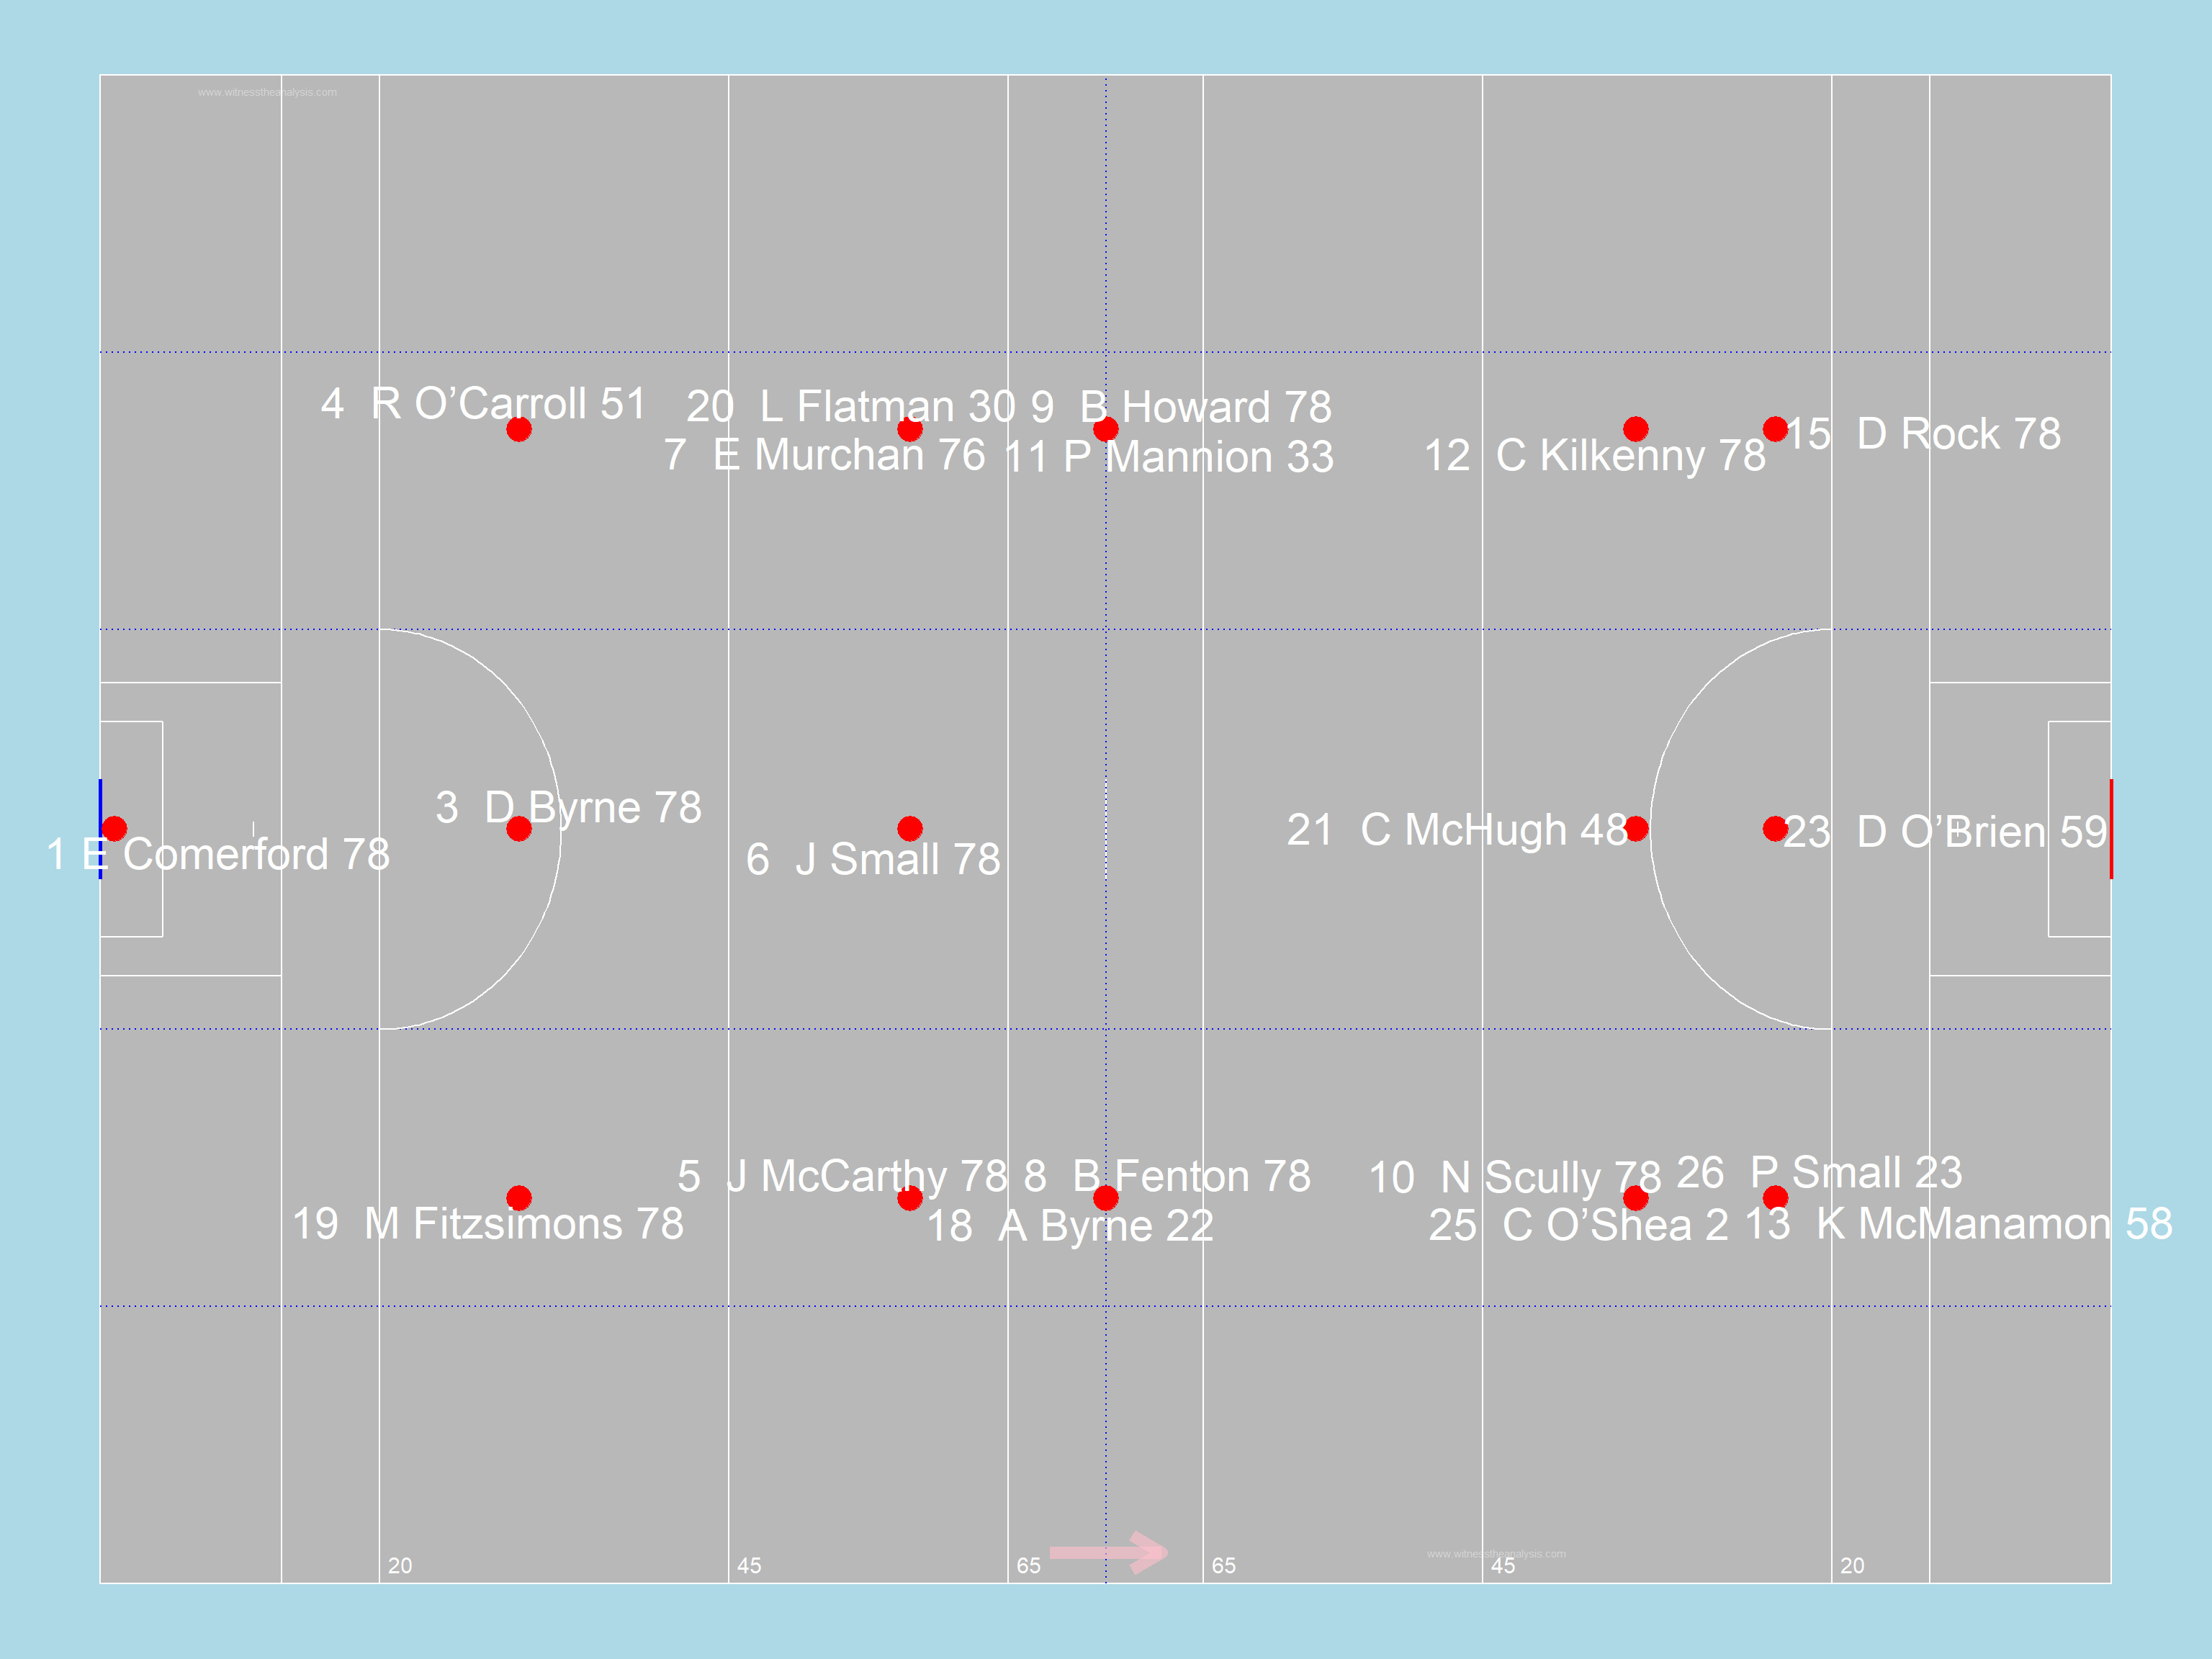 www.witnesstheanalysis.com
4 R O’Carroll 51
20 L Flatman 30
9 B Howard 78
7 E Murchan 76
11 P Mannion 33
12 C Kilkenny 78
15 D Rock 78
3 D Byrne 78
1 E Comerford 78
6 J Small 78
21 C McHugh 48
23 D O’Brien 59
5 J McCarthy 78
8 B Fenton 78
10 N Scully 78
26 P Small 23
19 M Fitzsimons 78
18 A Byrne 22
25 C O’Shea 2
13 K McManamon 58
www.witnesstheanalysis.com
20
45
65
65
45
20